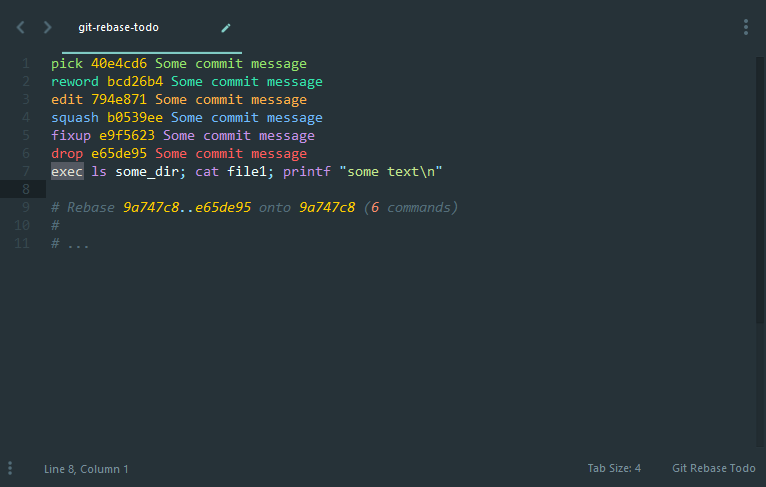 git-rebase-todo
1 pick 40e4cd6 Some commit message
2 reword bcd26b4 Some commit message
3 edit 794e871 Some commit message
4 squash b0539ee Some commit message
5 fixup e9f5623 Some commit message
6 drop e65de95 Some commit message
7 exec ls some_dir; cat file1; printf "some text\n"
8
9 # Rebase 9a747c8..e65de95 onto 9a747c8 (6 commands)
10 #
11 # ...
Line 8, Column 1 Tab Size: 4 Git Rebase Todo